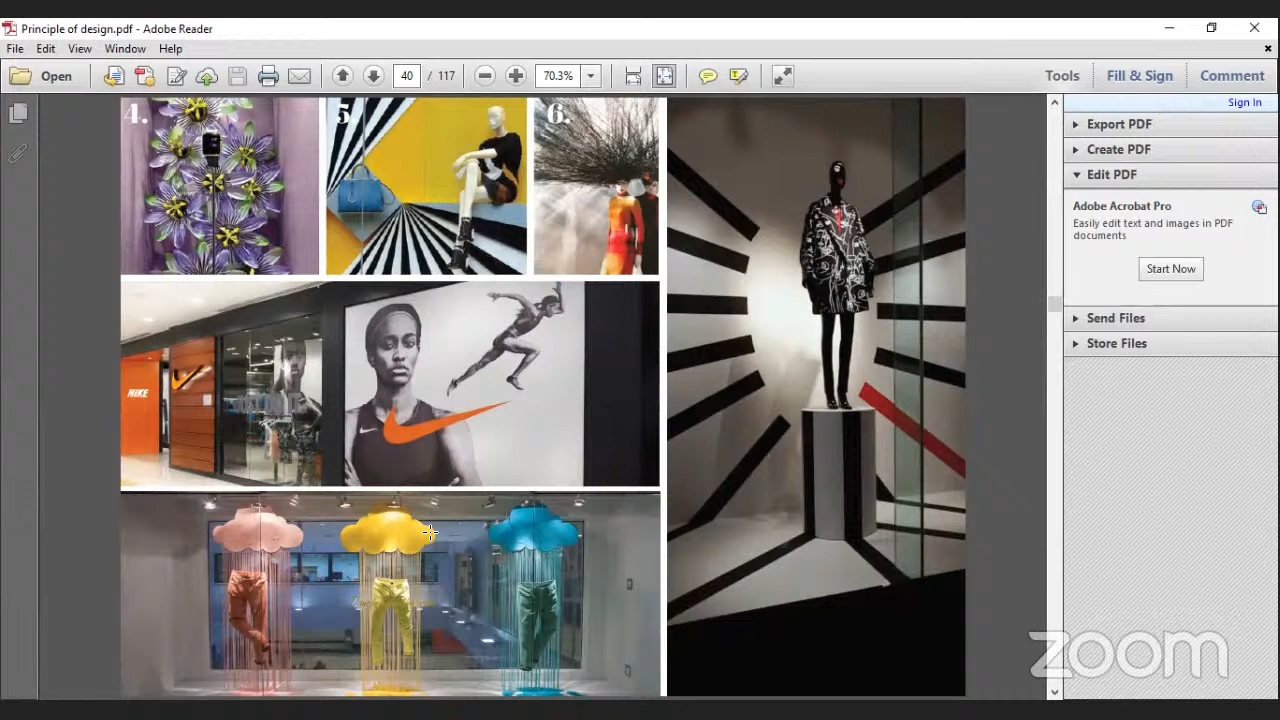 Principle of design.pdf - Adobe Reader
File Edit View Window Help
Open 40 / 117 70.3% Tools Fill & Sign Comment
Sign In
Export PDF
Create PDF
Edit PDF
Adobe Acrobat Pro
Easily edit text and images in PDF
documents
Start Now
Send Files
Store Files
4. 5. 6.
NIKE
zoom